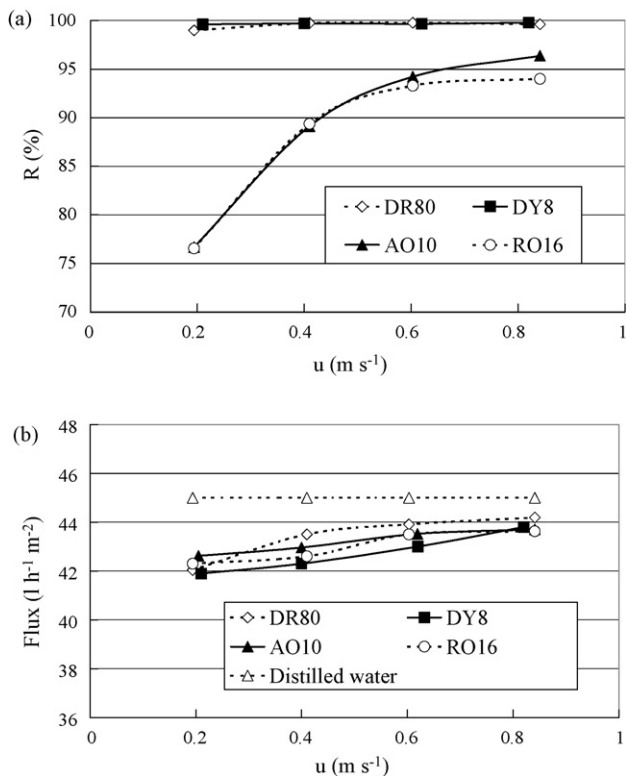 (a)
100
95
90
85
80
75
70
R (%)
DR80 DY8
AO10 RO16
0 0.2 0.4 0.6 0.8 1
u (m s-1)
(b)
48
46
44
42
40
38
36
Flux (l h-1 m-2)
DR80 DY8
AO10 RO16
Distilled water
0 0.2 0.4 0.6 0.8 1
u (m s-1)